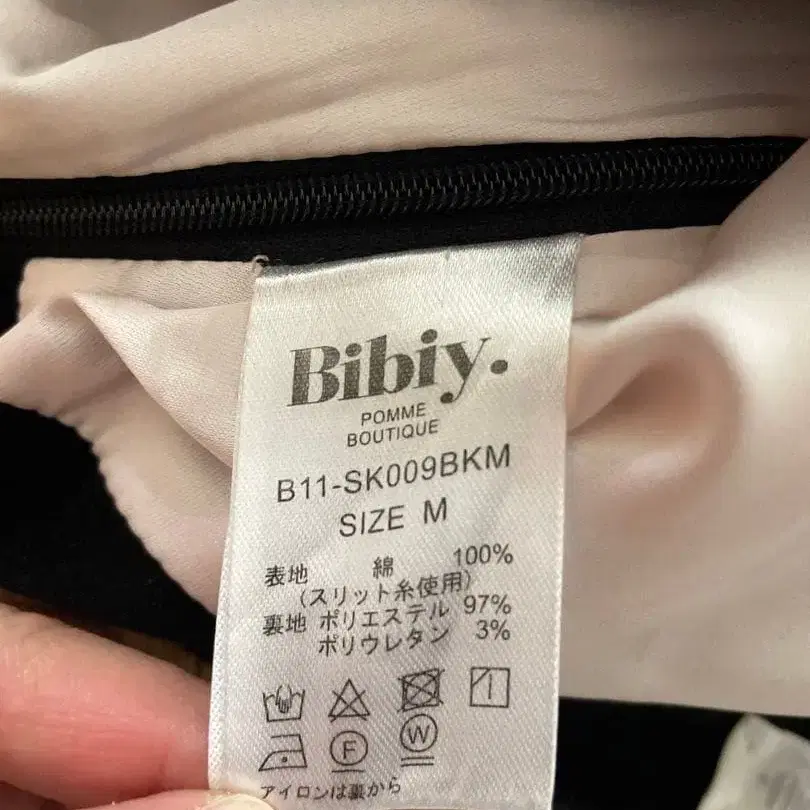 Bibiy.
POMME
BOUTIQUE
B11-SK009BKM
SIZE M
表地 綿 100%
(スリット糸使用)
裏地 ポリエステル 97%
ポリウレタン 3%
F W
アイロンは裏から